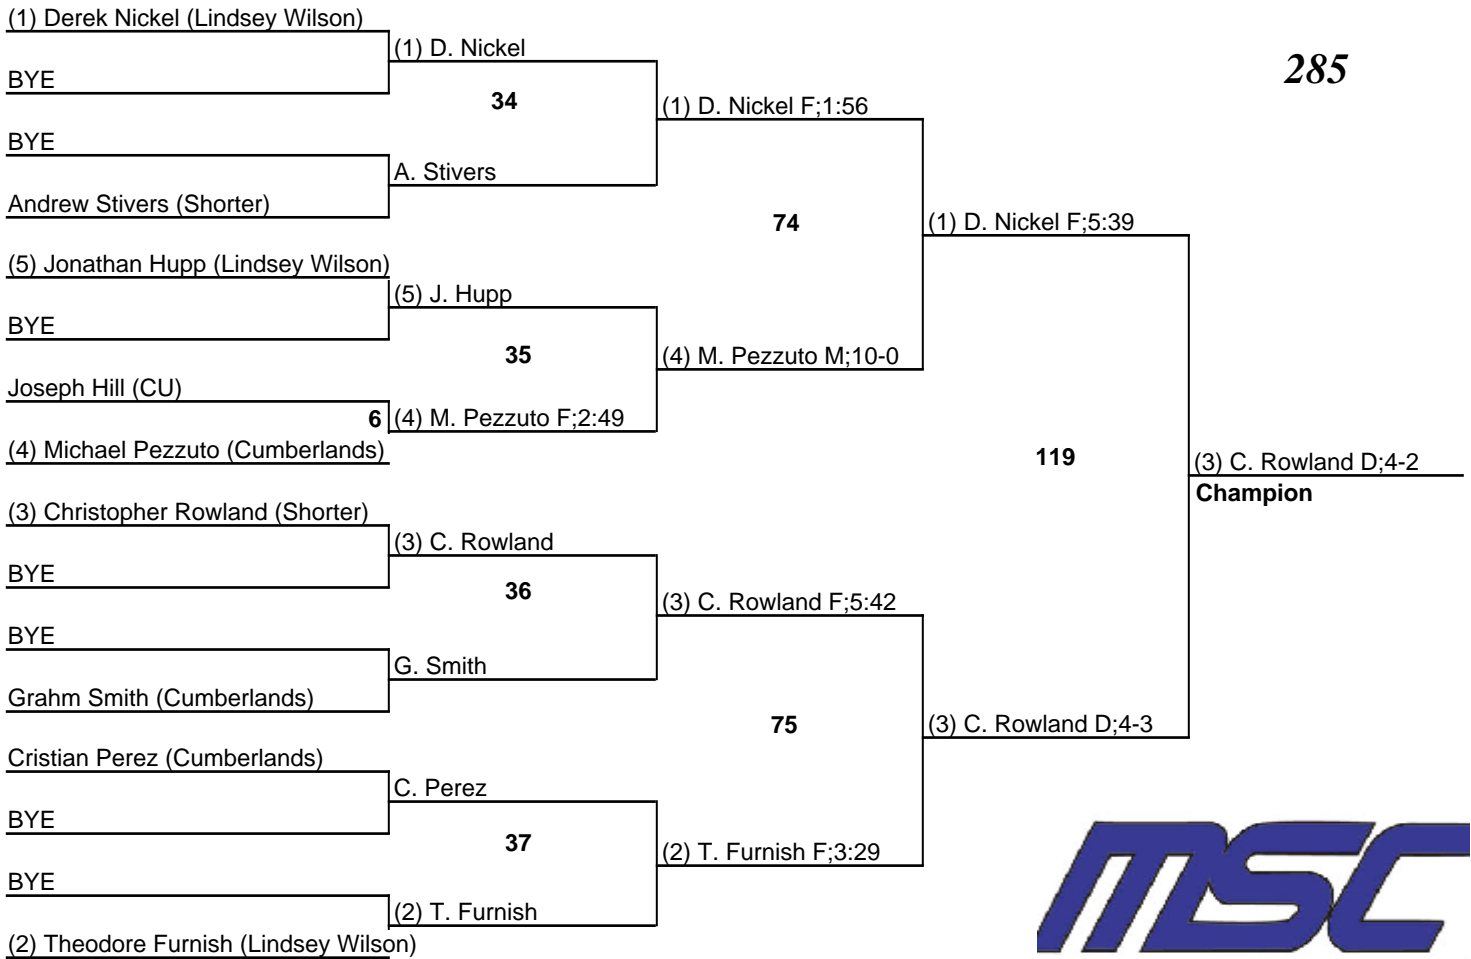 (1) Derek Nickel (Lindsey Wilson)
BYE
BYE
Andrew Stivers (Shorter)
(5) Jonathan Hupp (Lindsey Wilson)
BYE
Joseph Hill (CU)
(4) Michael Pezzuto (Cumberlands)
(3) Christopher Rowland (Shorter)
BYE
BYE
Grahm Smith (Cumberlands)
Cristian Perez (Cumberlands)
BYE
BYE
(2) Theodore Furnish (Lindsey Wilson)
(1) D. Nickel
34
A. Stivers
(5) J. Hupp
35
6
(4) M. Pezzuto F;2:49
(3) C. Rowland
36
G. Smith
C. Perez
37
(2) T. Furnish
(1) D. Nickel F;1:56
74
(4) M. Pezzuto M;10-0
(3) C. Rowland F;5:42
75
(2) T. Furnish F;3:29
(1) D. Nickel F;5:39
119
(3) C. Rowland D;4-3
285
(3) C. Rowland D;4-2
Champion
MSC